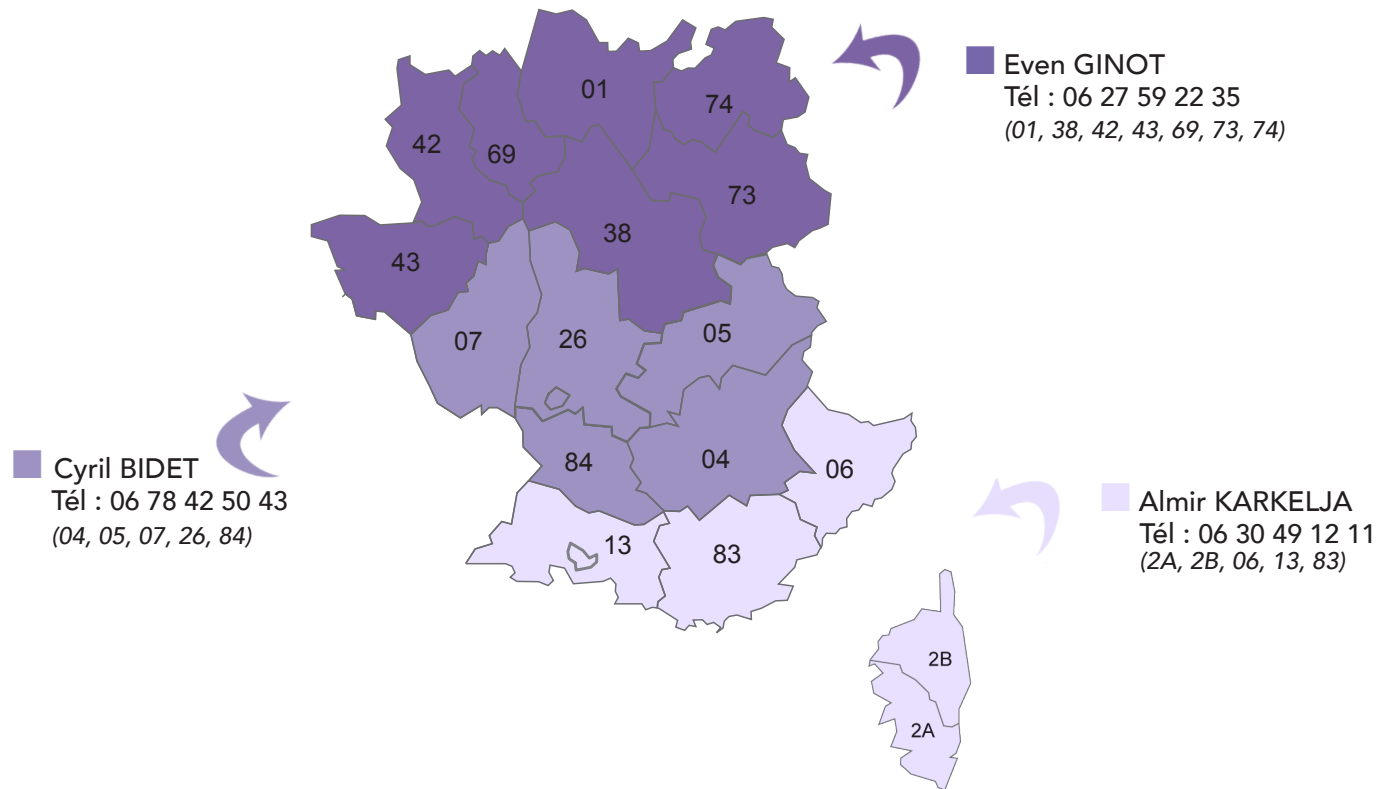 01
74
42
69
73
38
43
07
26
05
84
04
06
13
83
2B
2A
Even GINOT
Tél : 06 27 59 22 35
(01, 38, 42, 43, 69, 73, 74)
Cyril BIDET
Tél : 06 78 42 50 43
(04, 05, 07, 26, 84)
Almir KARKELJA
Tél : 06 30 49 12 11
(2A, 2B, 06, 13, 83)